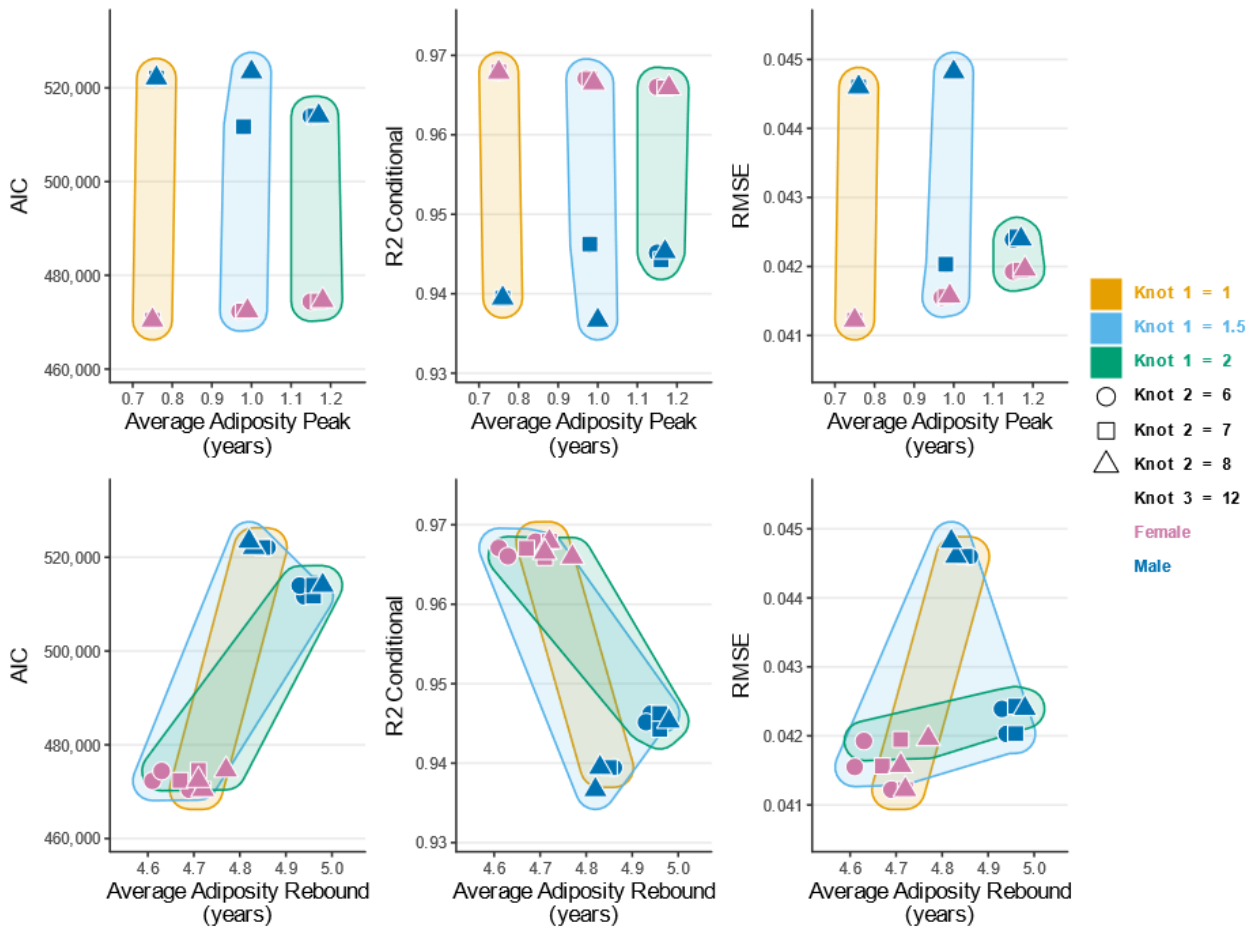 AIC
520,000
500,000
480,000
460,000
0.7 0.8 0.9 1.0 1.1 1.2
Average Adiposity Peak
(years)
R2 Conditional
0.97
0.96
0.95
0.94
0.93
0.7 0.8 0.9 1.0 1.1 1.2
Average Adiposity Peak
(years)
RMSE
0.045
0.044
0.043
0.042
0.041
0.7 0.8 0.9 1.0 1.1 1.2
Average Adiposity Peak
(years)
Knot 1 = 1
Knot 1 = 1.5
Knot 1 = 2
Knot 2 = 6
Knot 2 = 7
Knot 2 = 8
Knot 3 = 12
Female
Male
AIC
520,000
500,000
480,000
460,000
4.6 4.7 4.8 4.9 5.0
Average Adiposity Rebound
(years)
R2 Conditional
0.97
0.96
0.95
0.94
0.93
4.6 4.7 4.8 4.9 5.0
Average Adiposity Rebound
(years)
RMSE
0.045
0.044
0.043
0.042
0.041
4.6 4.7 4.8 4.9 5.0
Average Adiposity Rebound
(years)